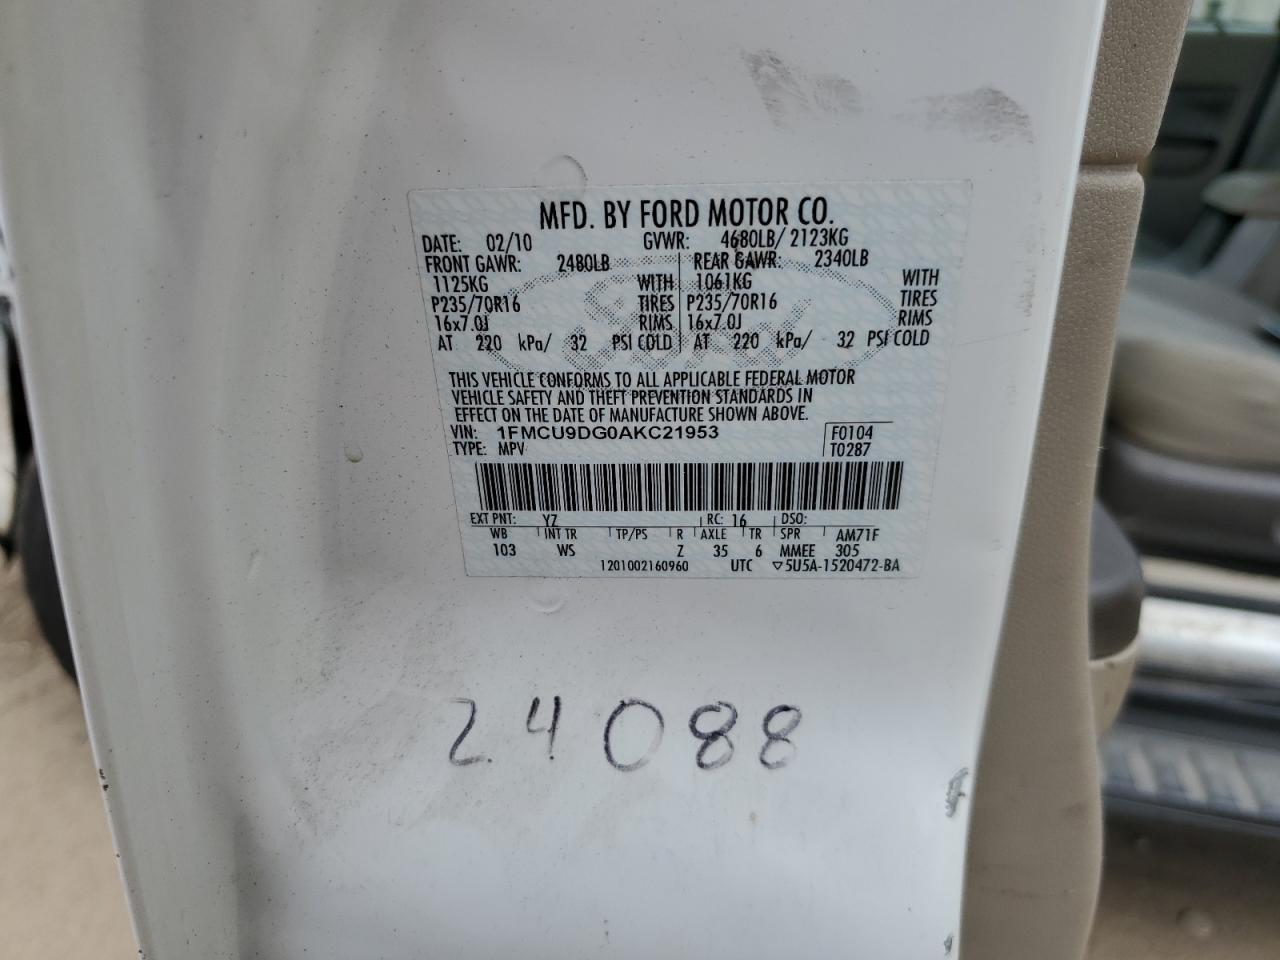 MFD. BY FORD MOTOR CO.
DATE: 02/10 GVWR: 4680LB/ 2123KG
FRONT GAWR: 2480LB REAR GAWR: 2340LB
1125KG WITH 1061KG WITH
P235/70R16 TIRES P235/70R16 TIRES
16x7.0J RIMS 16x7.0J RIMS
AT 220 kPa/ 32 PSI COLD AT 220 kPa/ 32 PSI COLD
THIS VEHICLE CONFORMS TO ALL APPLICABLE FEDERAL MOTOR
VEHICLE SAFETY AND THEFT PREVENTION STANDARDS IN
EFFECT ON THE DATE OF MANUFACTURE SHOWN ABOVE.
VIN: 1FMCU9DG0AKC21953 F0104
TYPE: MPV T0287
EXT PNT: YZ RC: 16 DSO:
WB INT TR TP/PS R AXLE TR SPR AM71F
103 WS Z 35 6 MMEE 305
1201002160960 UTC ▽5U5A-1520472-BA
24088